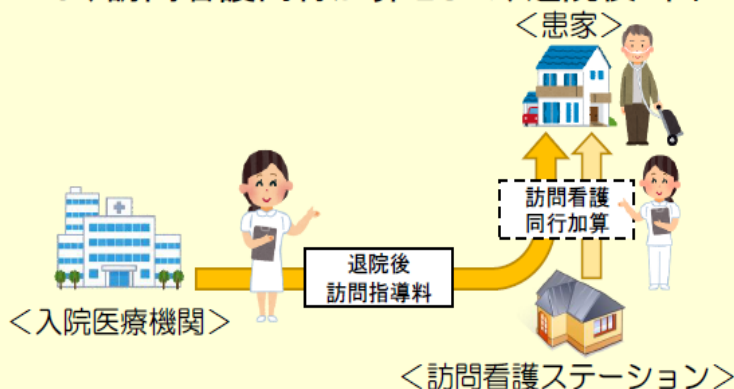 ＜患家＞
訪問看護
同行加算
退院後
訪問指導料
＜入院医療機関＞
＜訪問看護ステーション＞